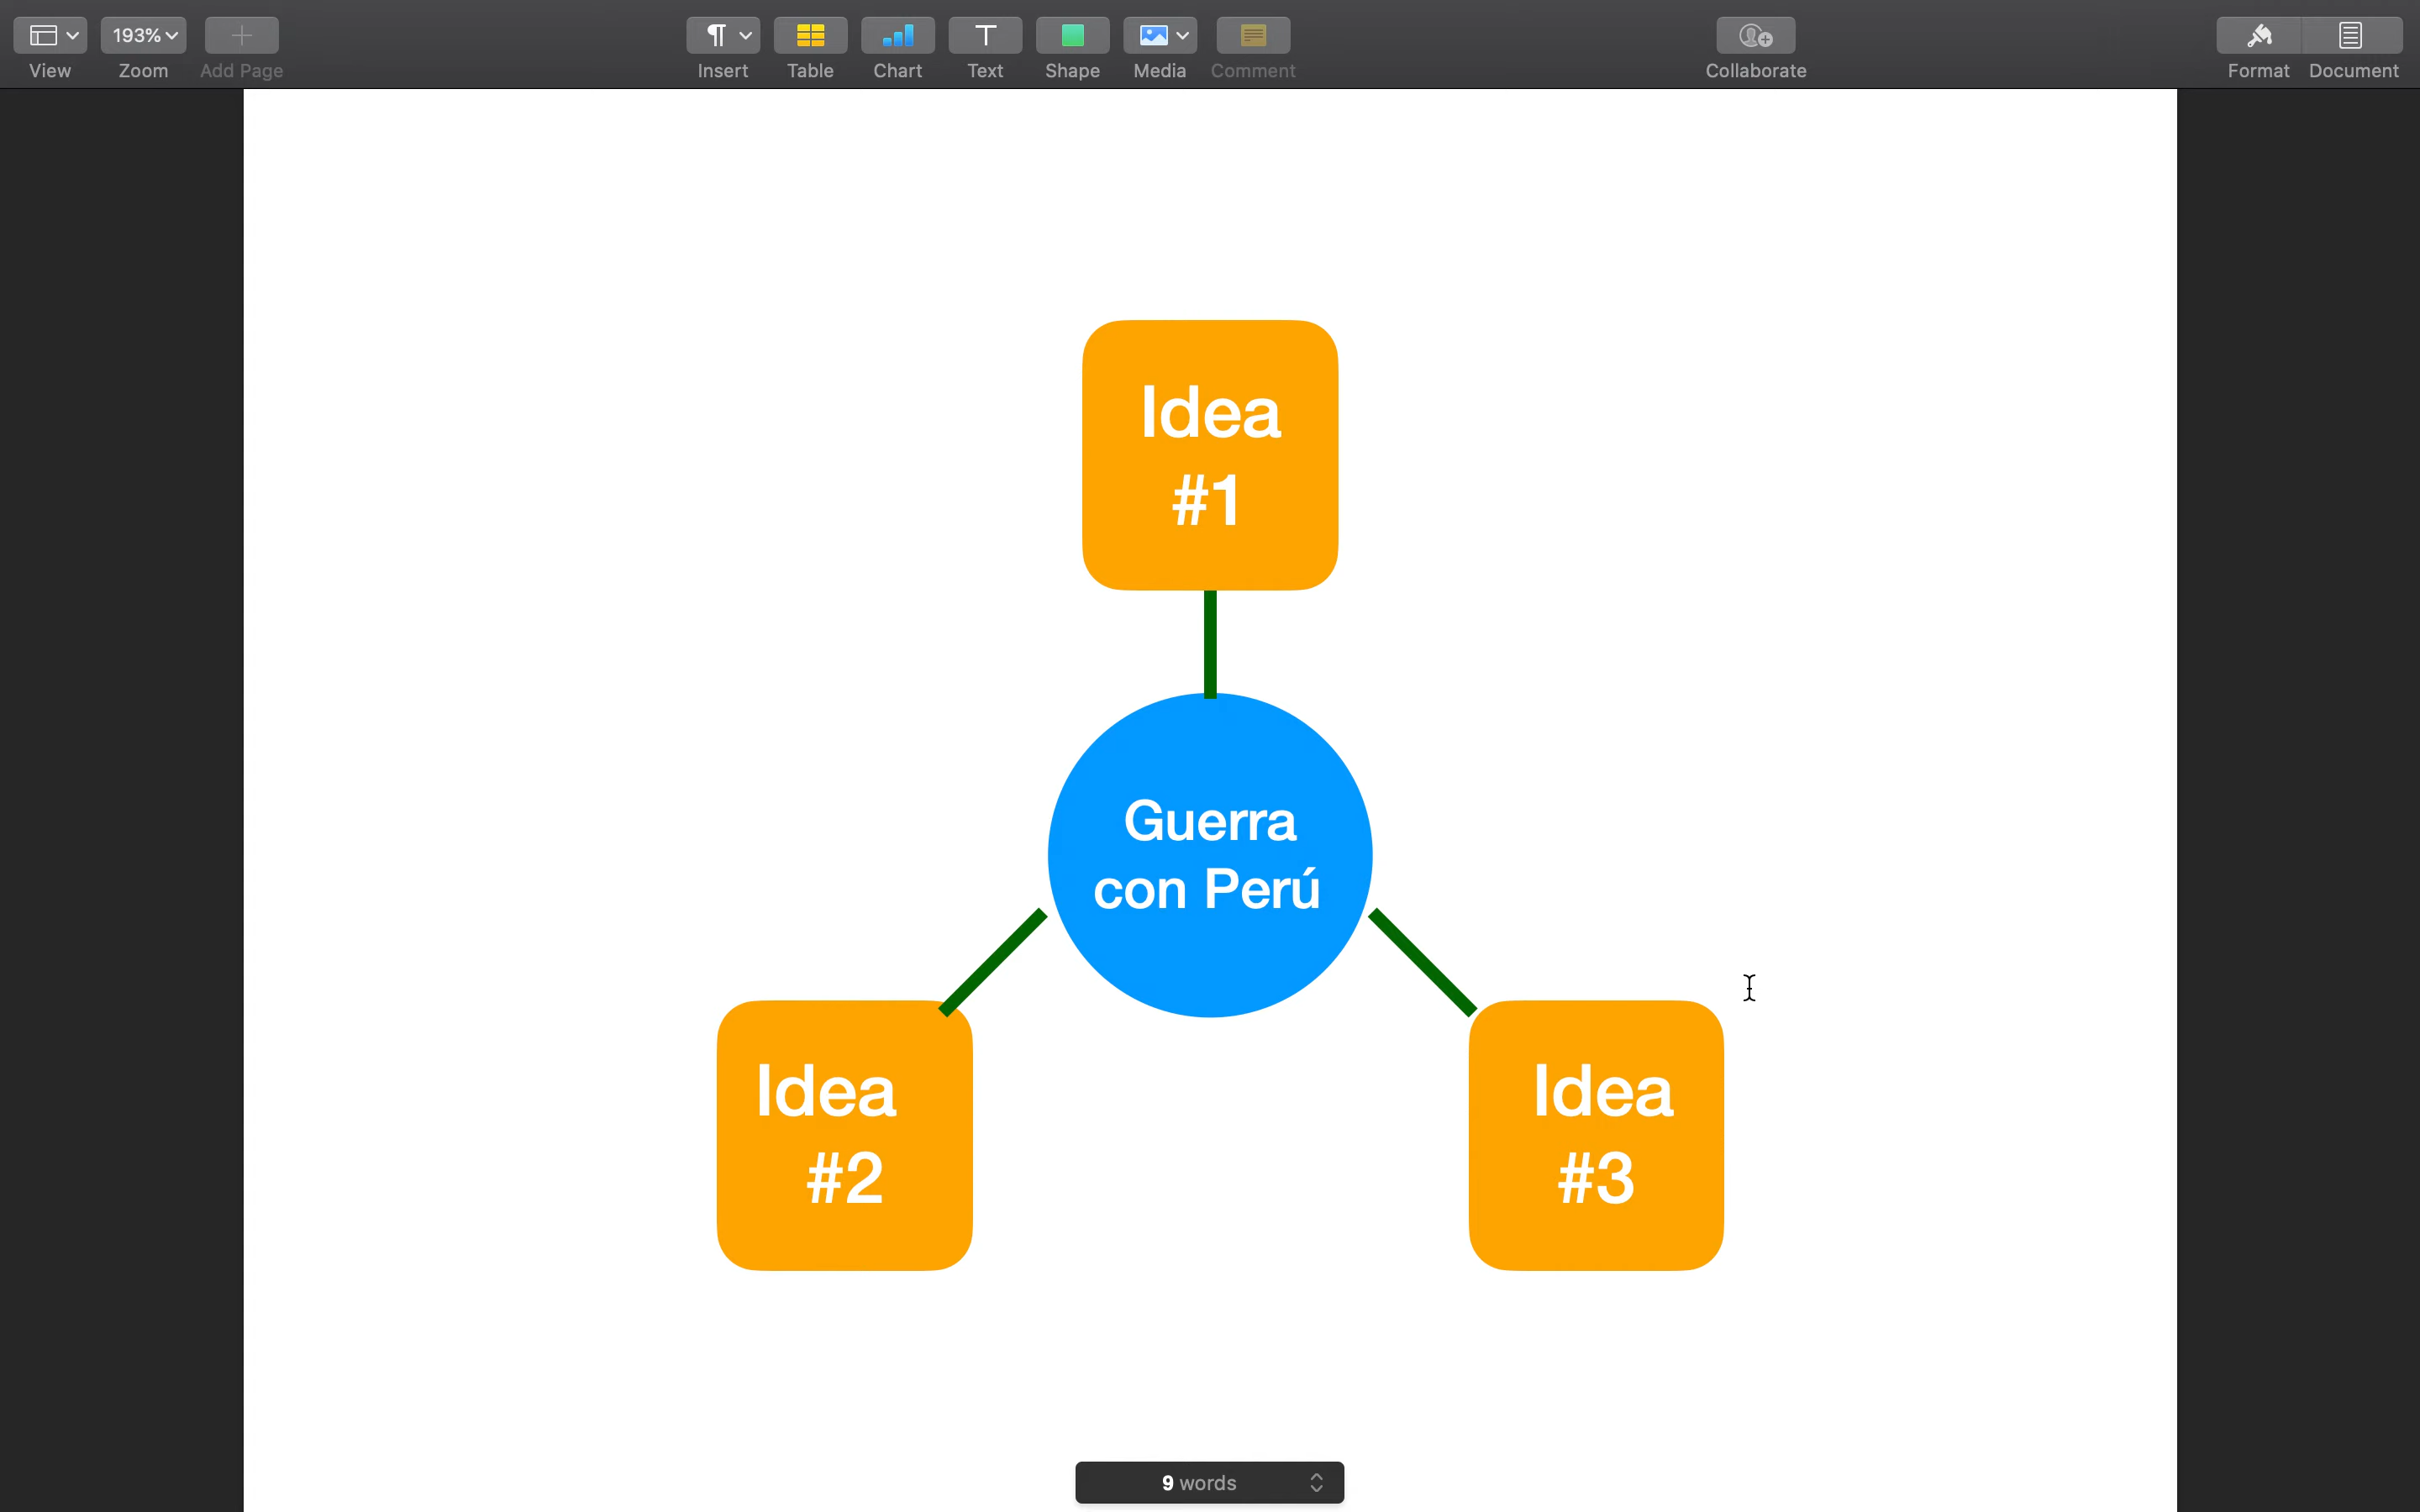 193%
View
Zoom
Add Page
Insert
Table
Chart
Text
Shape
Media
Comment
Collaborate
Format
Document
Idea
#1
Guerra
con Perú
Idea
#2
Idea
#3
9 words